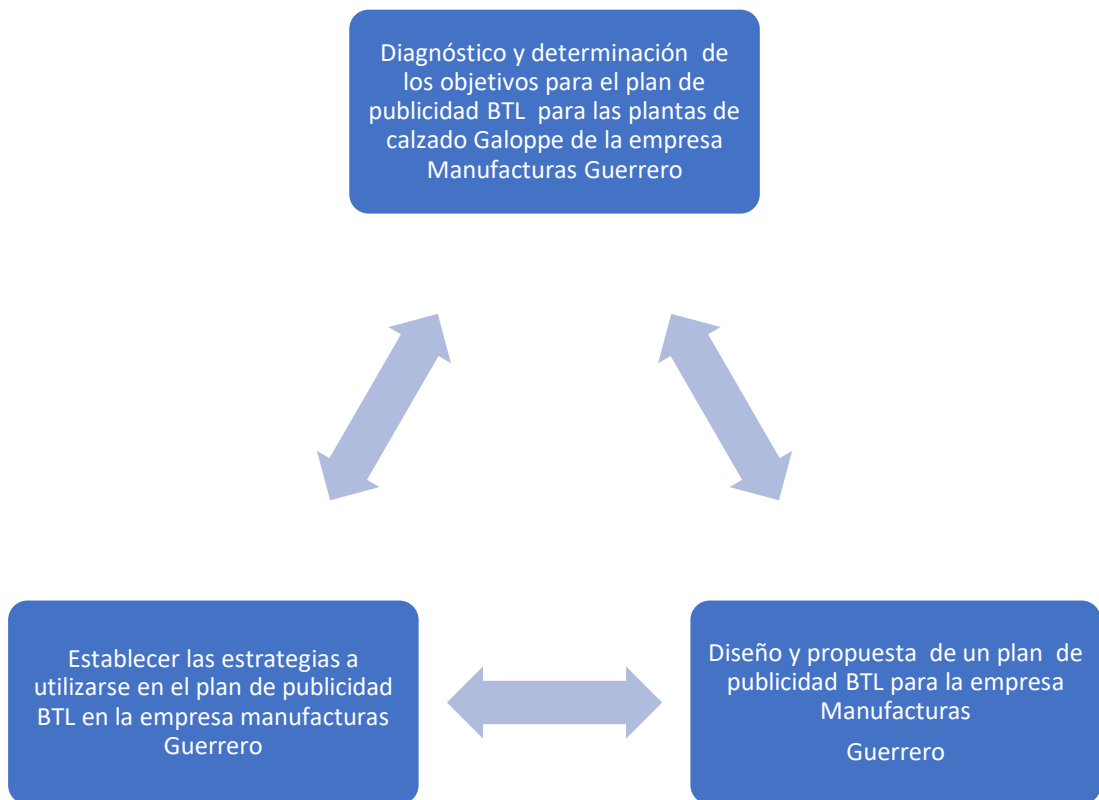 Diagnóstico y determinación  de
los objetivos para el plan de
publicidad BTL  para las plantas de
calzado Galoppe de la empresa
Manufacturas Guerrero
Establecer las estrategias a
utilizarse en el plan de publicidad
BTL en la empresa manufacturas
Guerrero
Diseño y propuesta  de un plan  de
publicidad BTL para la empresa
Manufacturas
Guerrero